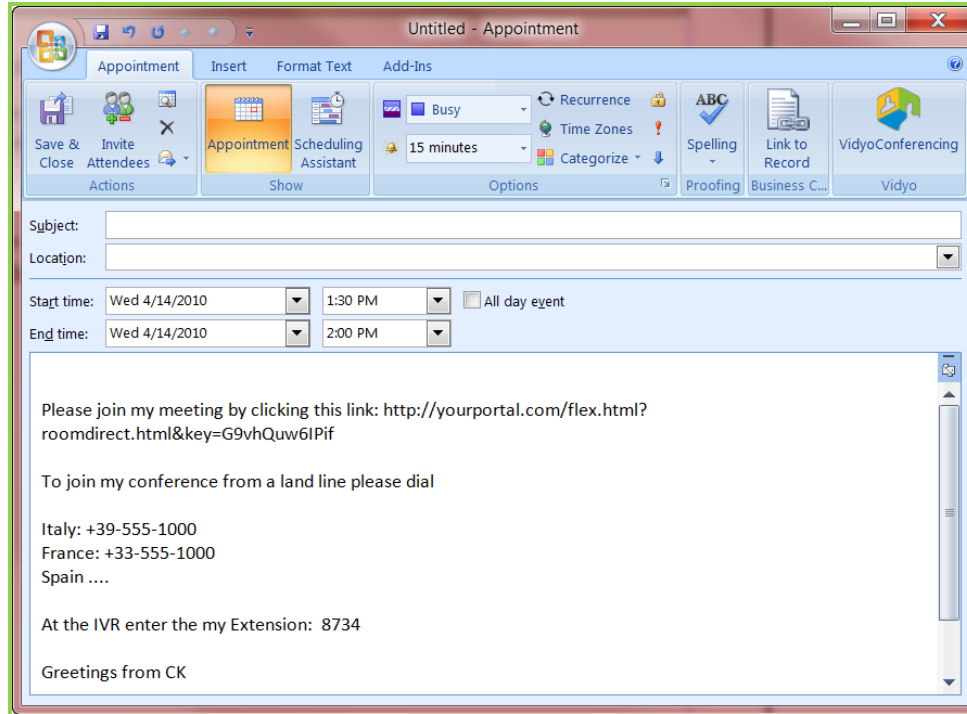 Untitled - Appointment
Appointment Insert Format Text Add-Ins
Save & Close
Invite Attendees
Actions
Appointment
Scheduling Assistant
Show
Busy
15 minutes
Recurrence
Time Zones
Categorize
Options
ABC
Spelling
Proofing
Link to Record
Business C...
VidyoConferencing
Vidyo
Subject:
Location:
Start time: Wed 4/14/2010 1:30 PM All day event
End time: Wed 4/14/2010 2:00 PM
Please join my meeting by clicking this link: http://yourportal.com/flex.html?
roomdirect.html&key=G9vhQuw6IPif
To join my conference from a land line please dial
Italy: +39-555-1000
France: +33-555-1000
Spain ....
At the IVR enter the my Extension:  8734
Greetings from CK